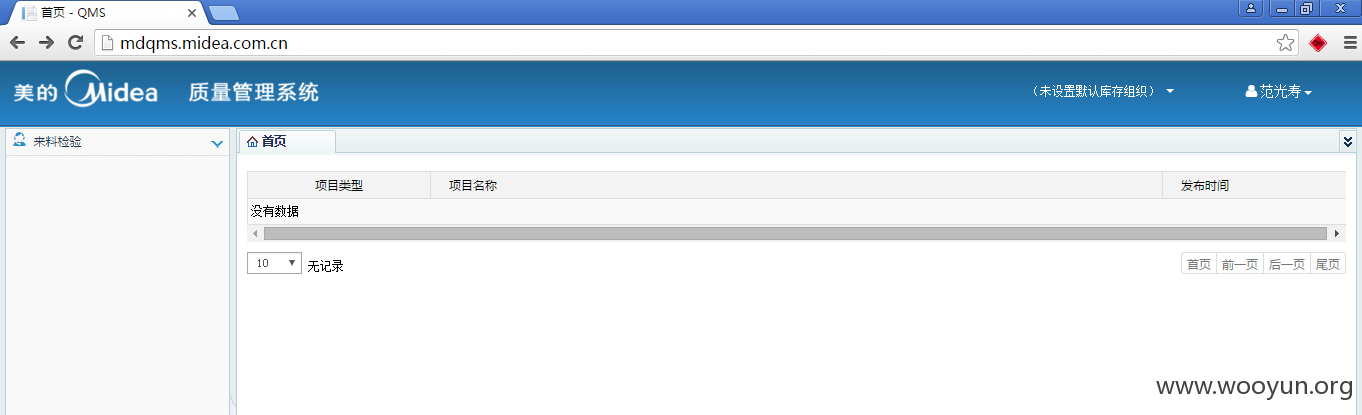 首页 - QMS
mdqms.midea.com.cn
美的 Midea 质量管理系统 (未设置默认库存组织) 范光寿
来料检验
首页
项目类型 项目名称 发布时间
没有数据
10 无记录 首页 前一页 后一页 尾页
www.wooyun.org